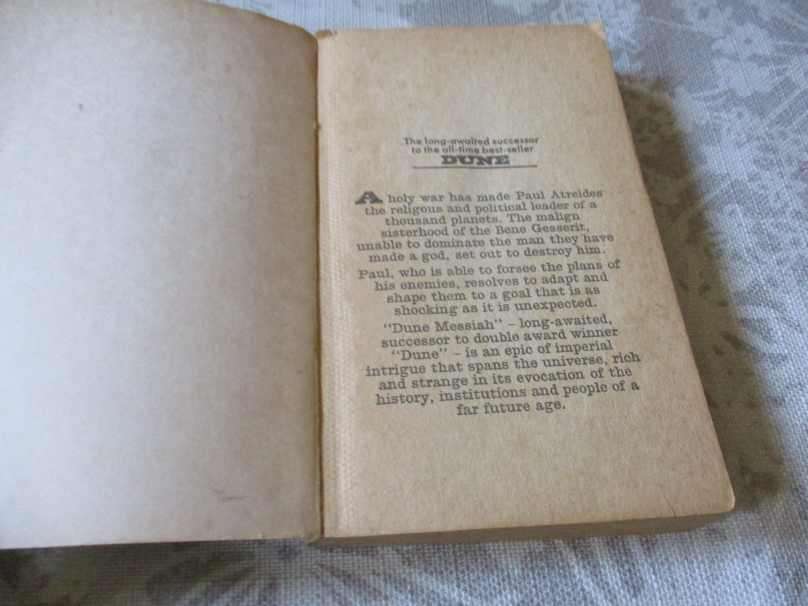 The long-awaited successor
to the all-time best-seller
DUNE
A holy war has made Paul Atreides
the religous and political leader of a
thousand planets. The malign
sisterhood of the Bene Gesserit,
unable to dominate the man they have
made a god, set out to destroy him.
Paul, who is able to forsee the plans of
his enemies, resolves to adapt and
shape them to a goal that is as
shocking as it is unexpected.
"Dune Messiah" – long-awaited,
successor to double award winner
"Dune" – is an epic of imperial
intrigue that spans the universe, rich
and strange in its evocation of the
history, institutions and people of a
far future age.